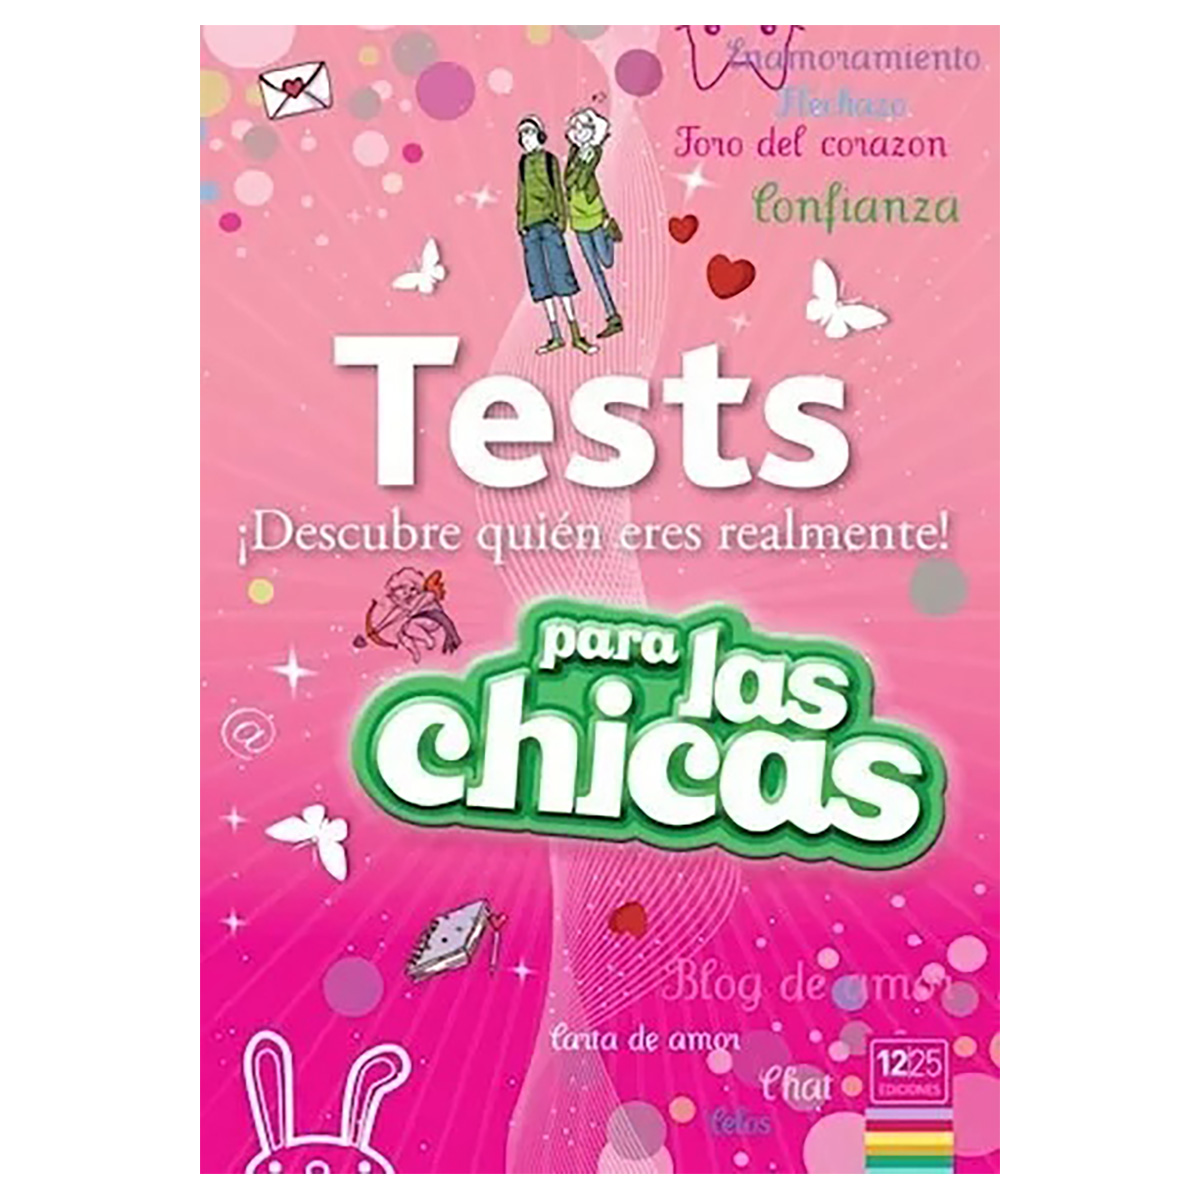 Enamoramiento
Flechazo
Foro del corazon
Confianza
Tests
¡Descubre quién eres realmente!
para las
chicas
@
Blog de amor
Carta de amor
Chat
Celos
12|25
EDICIONES